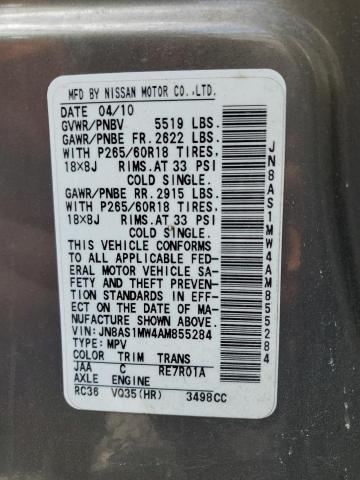 MFD BY NISSAN MOTOR CO.,LTD.
DATE 04/10
GVWR/PNBV 5519 LBS.
GAWR/PNBE FR. 2622 LBS.
WITH P265/60R18 TIRES.
18×8J RIMS.AT 33 PSI
COLD SINGLE.
GAWR/PNBE RR. 2915 LBS.
WITH P265/60R18 TIRES.
18×8J RIMS.AT 33 PSI
COLD SINGLE.
THIS VEHICLE CONFORMS
TO ALL APPLICABLE FED-
ERAL MOTOR VEHICLE SA-
FETY AND THEFT PREVEN-
TION STANDARDS IN EFF-
ECT ON THE DATE OF MA-
NUFACTURE SHOWN ABOVE.
VIN:JN8AS1MW4AM855284
TYPE: MPV
COLOR TRIM TRANS
JAA C RE7R01A
AXLE ENGINE
RC36 VQ35(HR) 3498CC
JN8AS1MW4AM855284